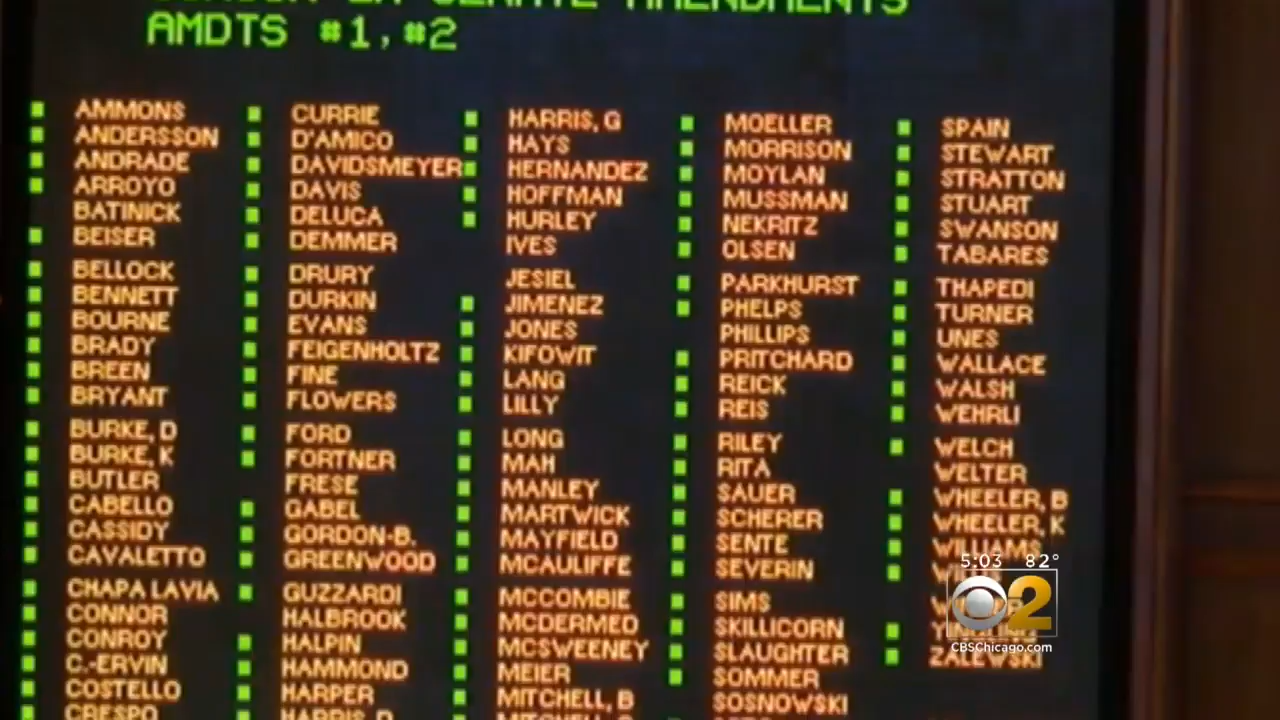 AMENDMENTS
AMDTS #1, #2
AMMONS
ANDERSSON
ANDRADE
ARROYO
BATINICK
BEISER
BELLOCK
BENNETT
BOURNE
BRADY
BREEN
BRYANT
BURKE, D
BURKE, K
BUTLER
CABELLO
CASSIDY
CAVALETTO
CHAPA LAVIA
CONNOR
CONROY
C.-ERVIN
COSTELLO
CRESPO
CURRIE
D'AMICO
DAVIDSMEYER
DAVIS
DELUCA
DEMMER
DRURY
DURKIN
EVANS
FEIGENHOLTZ
FINE
FLOWERS
FORD
FORTNER
FRESE
GABEL
GORDON-B.
GREENWOOD
GUZZARDI
HALBROOK
HALPIN
HAMMOND
HARPER
HARRIS, D
HARRIS, G
HAYS
HERNANDEZ
HOFFMAN
HURLEY
IVES
JESIEL
JIMENEZ
JONES
KIFOWIT
LANG
LILLY
LONG
MAH
MANLEY
MARTWICK
MAYFIELD
MCAULIFFE
MCCOMBIE
MCDERMED
MCSWEENEY
MEIER
MITCHELL, B
MOELLER
MORRISON
MOYLAN
MUSSMAN
NEKRITZ
OLSEN
PARKHURST
PHELPS
PHILLIPS
PRITCHARD
REICK
REIS
RILEY
RITA
SAUER
SCHERER
SENTE
SEVERIN
SIMS
SKILLICORN
SLAUGHTER
SOMMER
SOSNOWSKI
SPAIN
STEWART
STRATTON
STUART
SWANSON
TABARES
THAPEDI
TURNER
UNES
WALLACE
WALSH
WEHRLI
WELCH
WELTER
WHEELER, B
WHEELER, K
WILLIAMS
ZALEWSKI
5:03 82°
2
CBSChicago.com